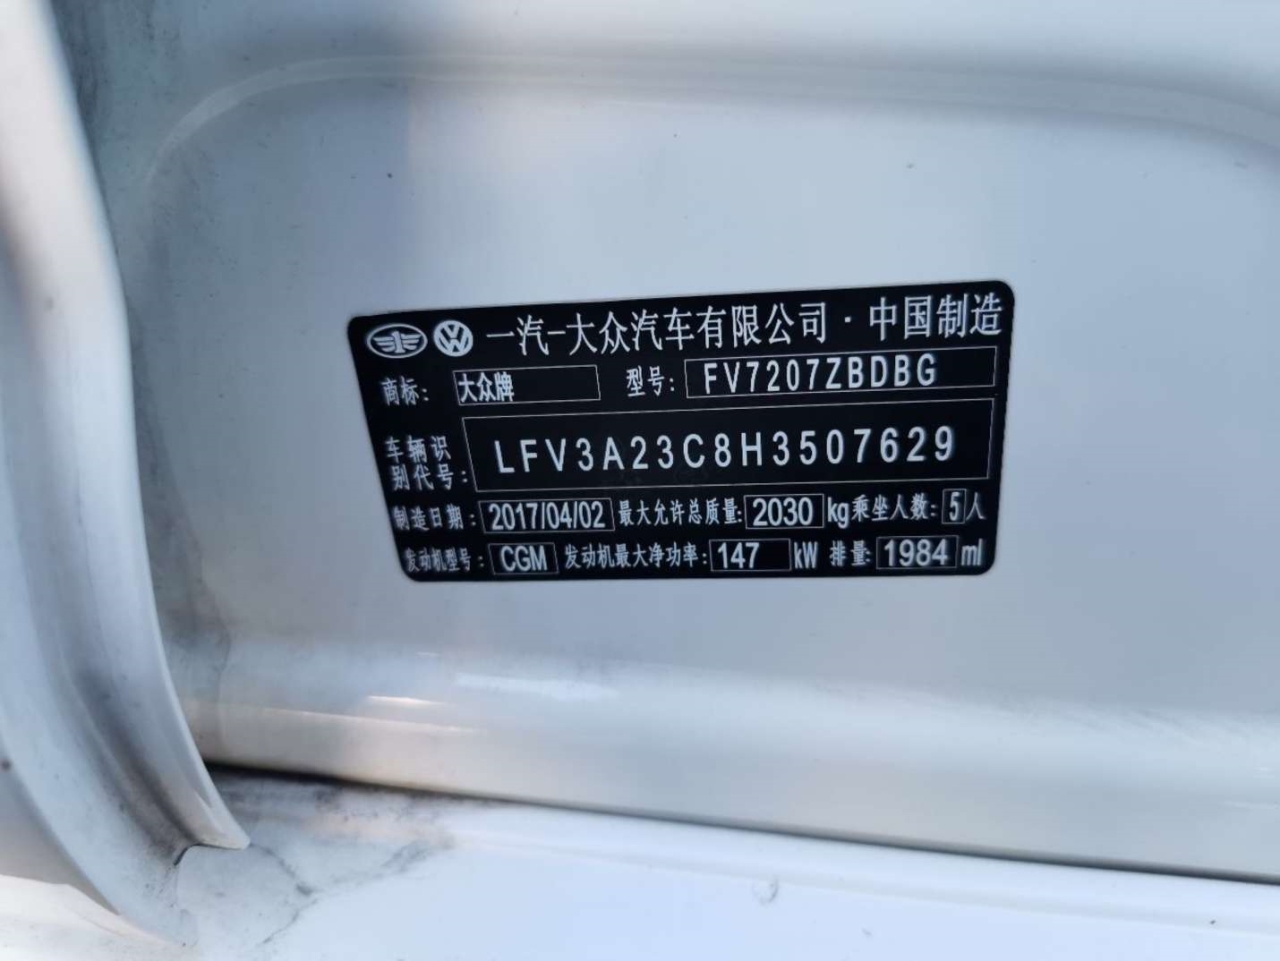 一汽-大众汽车有限公司·中国制造
商标: 大众牌 型号: FV7207ZBDBG
车辆识别代号: LFV3A23C8H3507629
制造日期: 2017/04/02 最大允许总质量: 2030 kg 乘坐人数: 5 人
发动机型号: CGM 发动机最大净功率: 147 kW 排量: 1984 ml